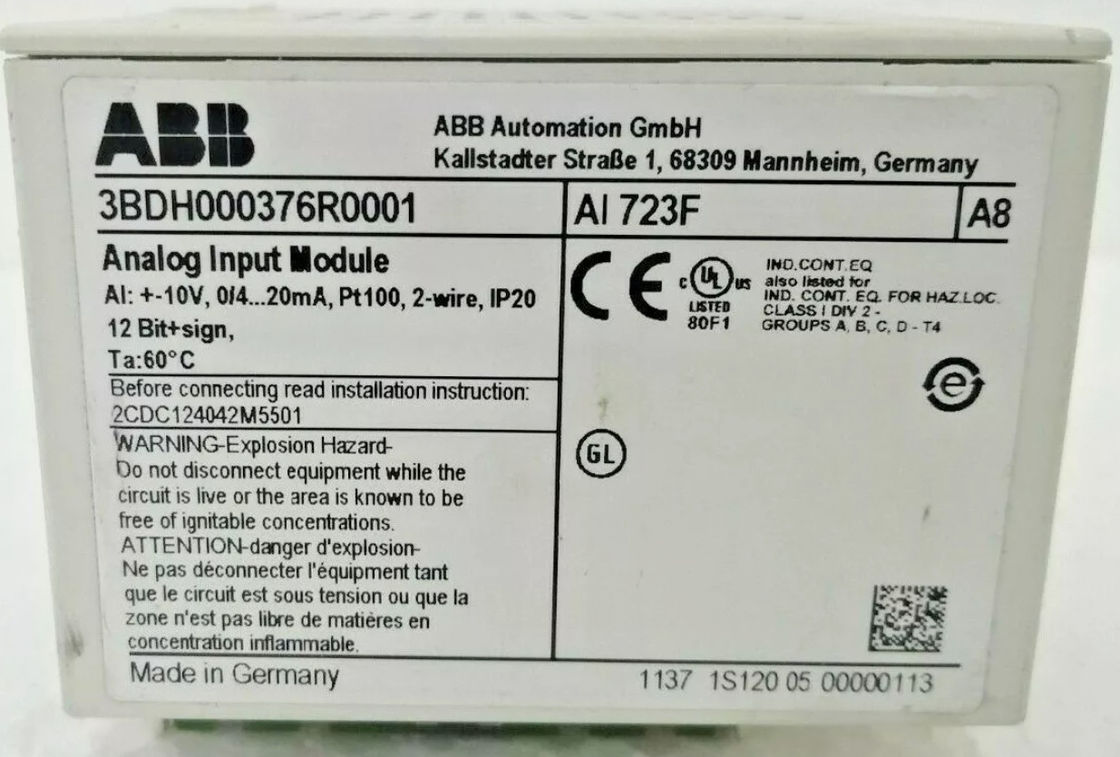 ABB
ABB Automation GmbH
Kallstadter Straße 1, 68309 Mannheim, Germany
3BDH000376R0001
AI 723F
A8
Analog Input Module
AI: +-10V, 0/4...20mA, Pt100, 2-wire, IP20
12 Bit+sign,
Ta:60°C
Before connecting read installation instruction:
2CDC124042M5501
WARNING-Explosion Hazard-
Do not disconnect equipment while the
circuit is live or the area is known to be
free of ignitable concentrations.
ATTENTION-danger d'explosion-
Ne pas déconnecter l'équipment tant
que le circuit est sous tension ou que la
zone n'est pas libre de matières en
concentration inflammable.
CE
c UL us
LISTED
80F1
IND.CONT.EQ
also listed for
IND. CONT. EQ. FOR HAZ.LOC.
CLASS I DIV 2 -
GROUPS A, B, C, D - T4
e
GL
Made in Germany
1137 1S120 05 00000113